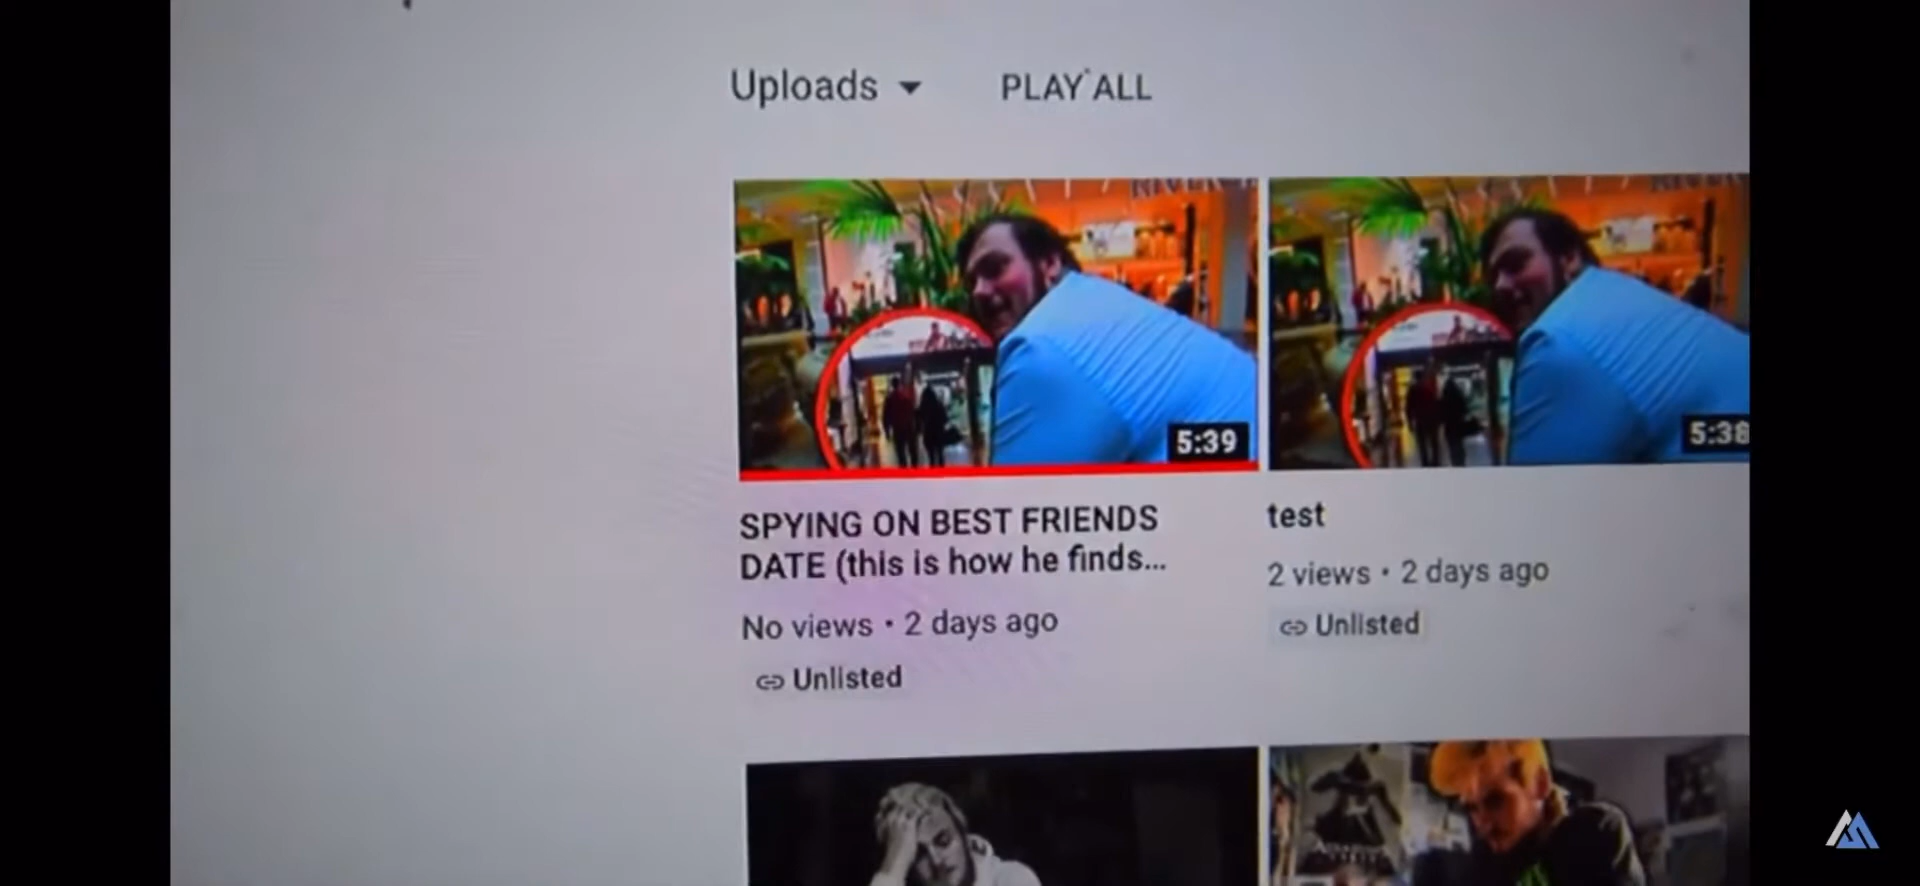 Uploads PLAY ALL
5:39
5:38
SPYING ON BEST FRIENDS
DATE (this is how he finds...
No views • 2 days ago
Unlisted
test
2 views • 2 days ago
Unlisted